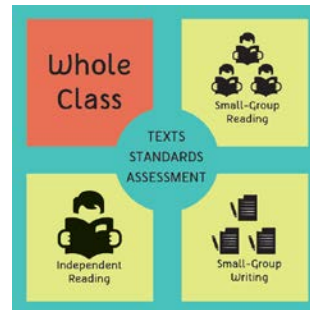 Whole
Class
Small-Group
Reading
TEXTS
STANDARDS
ASSESSMENT
Independent
Reading
Small-Group
Writing